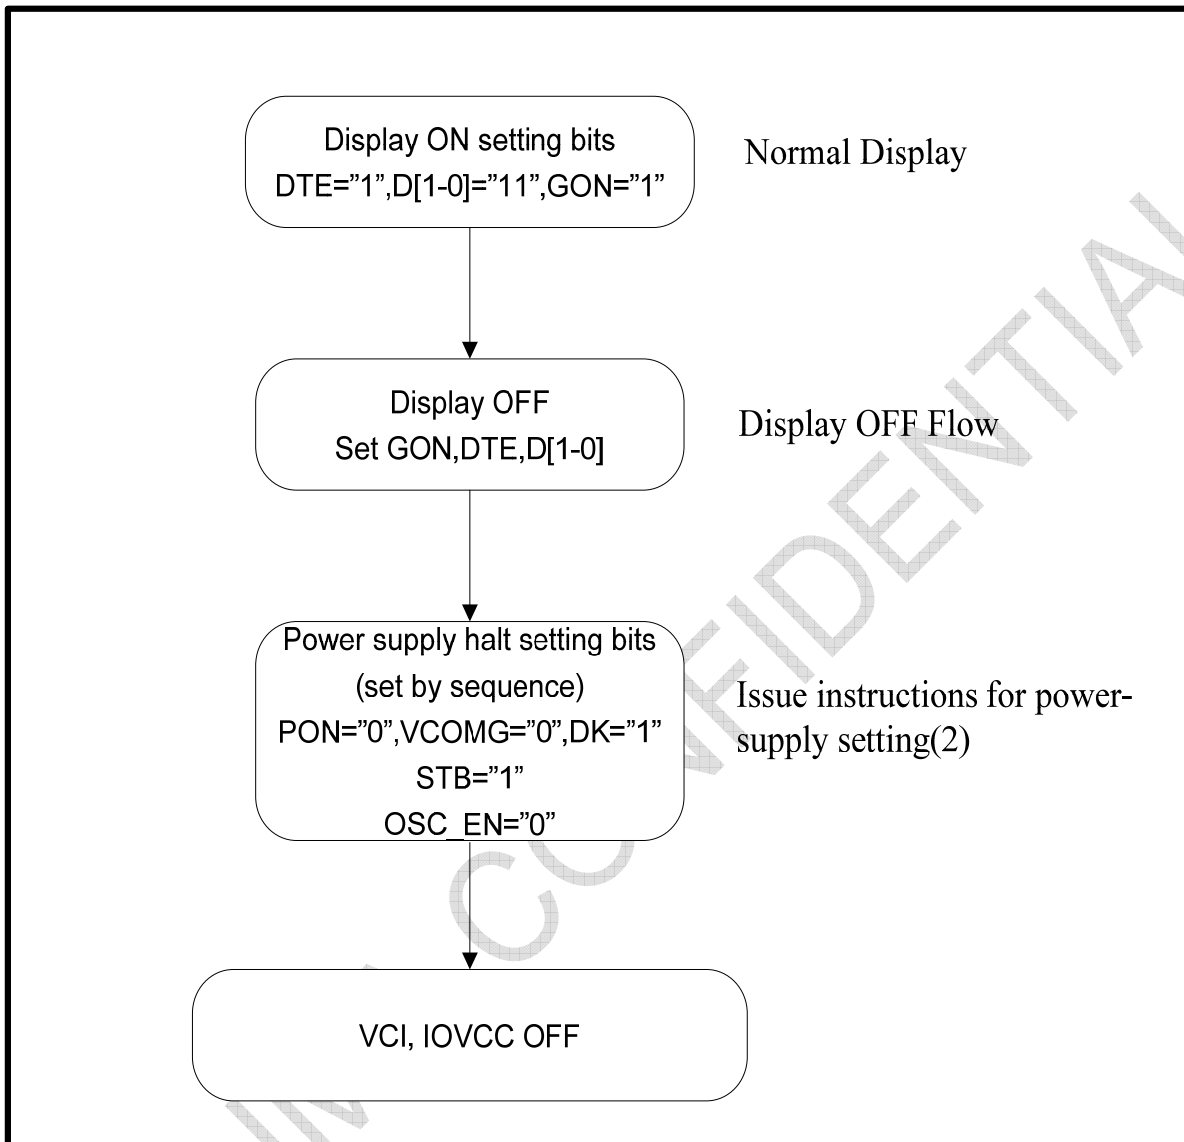 Display ON setting bits
DTE=”1”,D[1-0]=”11”,GON=”1”
Normal Display
Display OFF
Set GON,DTE,D[1-0]
Display OFF Flow
Power supply halt setting bits
(set by sequence)
PON=”0”,VCOMG=”0”,DK=”1”
STB=”1”
OSC_EN=”0”
Issue instructions for power-
supply setting(2)
VCI, IOVCC OFF
CONFIDENTIAL